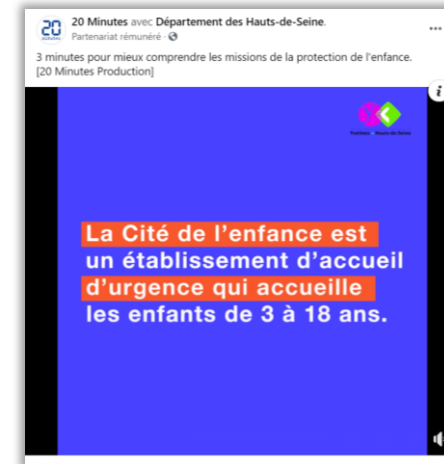 20 Minutes avec Département des Hauts-de-Seine.
Partenariat rémunéré
3 minutes pour mieux comprendre les missions de la protection de l'enfance.
[20 Minutes Production]
La Cité de l'enfance est
un établissement d'accueil
d'urgence qui accueille
les enfants de 3 à 18 ans.